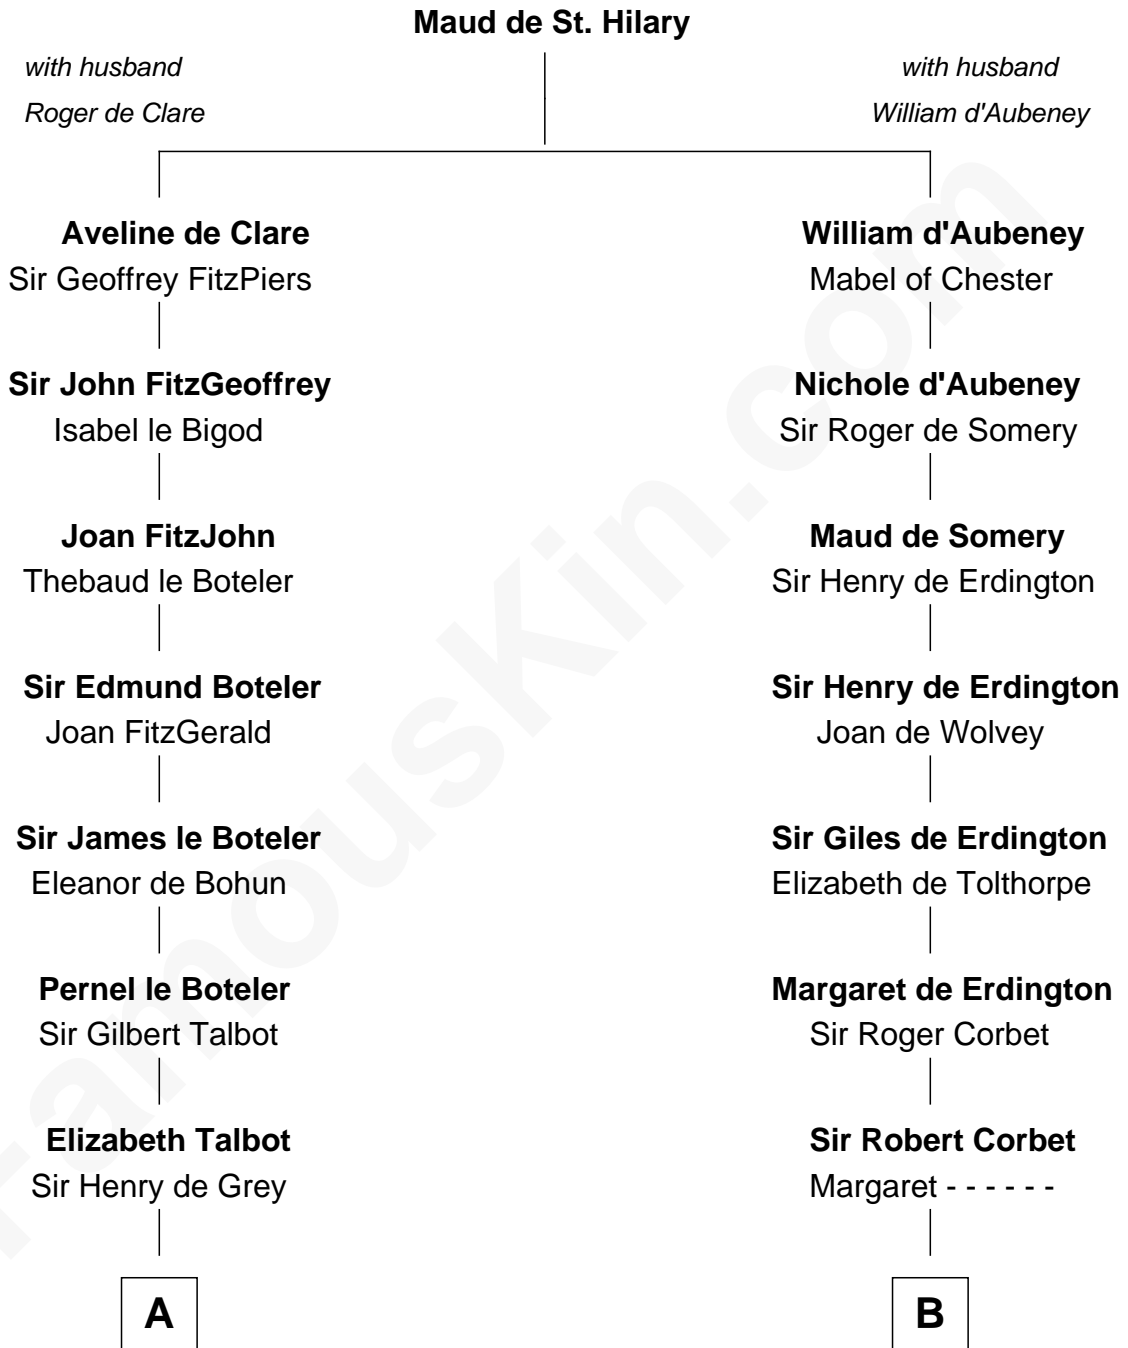 Maud de St. Hilary
with husband
Roger de Clare
with husband
William d'Aubeney
Aveline de Clare
Sir Geoffrey FitzPiers
William d'Aubeney
Mabel of Chester
Sir John FitzGeoffrey
Isabel le Bigod
Nichole d'Aubeney
Sir Roger de Somery
Joan FitzJohn
Thebaud le Boteler
Maud de Somery
Sir Henry de Erdington
Sir Edmund Boteler
Joan FitzGerald
Sir Henry de Erdington
Joan de Wolvey
Sir James le Boteler
Eleanor de Bohun
Sir Giles de Erdington
Elizabeth de Tolthorpe
Pernel le Boteler
Sir Gilbert Talbot
Margaret de Erdington
Sir Roger Corbet
Elizabeth Talbot
Sir Henry de Grey
Sir Robert Corbet
Margaret - - - - - -
A
B
FamousKin.com